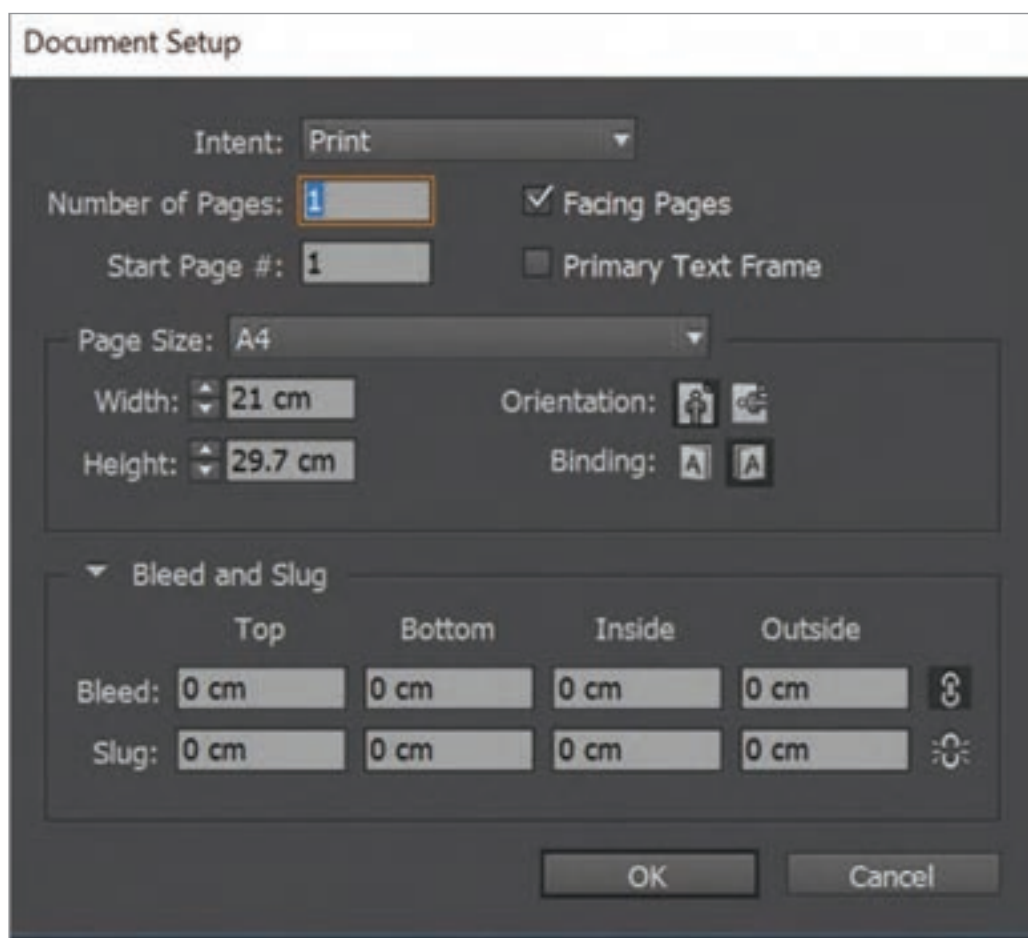 Document Setup
Intent: Print
Number of Pages: 1 Facing Pages
Start Page #: 1 Primary Text Frame
Page Size: A4
Width: 21 cm Orientation:
Height: 29.7 cm Binding: A A
Bleed and Slug
Top Bottom Inside Outside
Bleed: 0 cm 0 cm 0 cm 0 cm
Slug: 0 cm 0 cm 0 cm 0 cm
OK Cancel